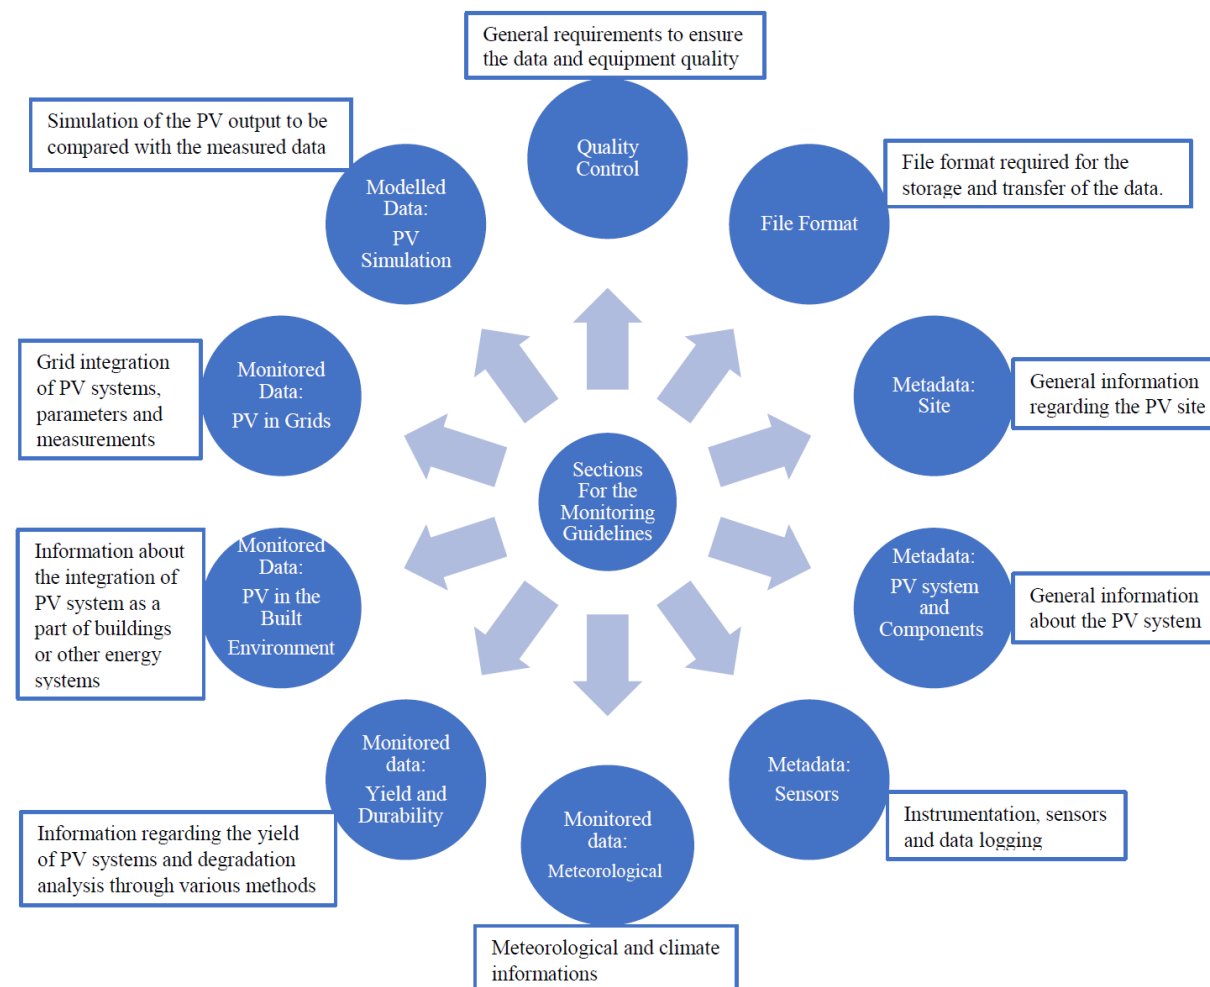 General requirements to ensure
the data and equipment quality
Quality
Control
File format required for the
storage and transfer of the data.
File Format
General information
regarding the PV site
Metadata:
Site
General information
about the PV system
Metadata:
PV system
and
Components
Instrumentation, sensors
and data logging
Metadata:
Sensors
Monitored
data:
Meteorological
Meteorological and climate
informations
Monitored
data:
Yield and
Durability
Information regarding the yield
of PV systems and degradation
analysis through various methods
Monitored
Data:
PV in the
Built
Environment
Information about
the integration of
PV system as a
part of buildings
or other energy
systems
Monitored
Data:
PV in Grids
Grid integration
of PV systems,
parameters and
measurements
Modelled
Data:
PV
Simulation
Simulation of the PV output to be
compared with the measured data
Sections
For the
Monitoring
Guidelines